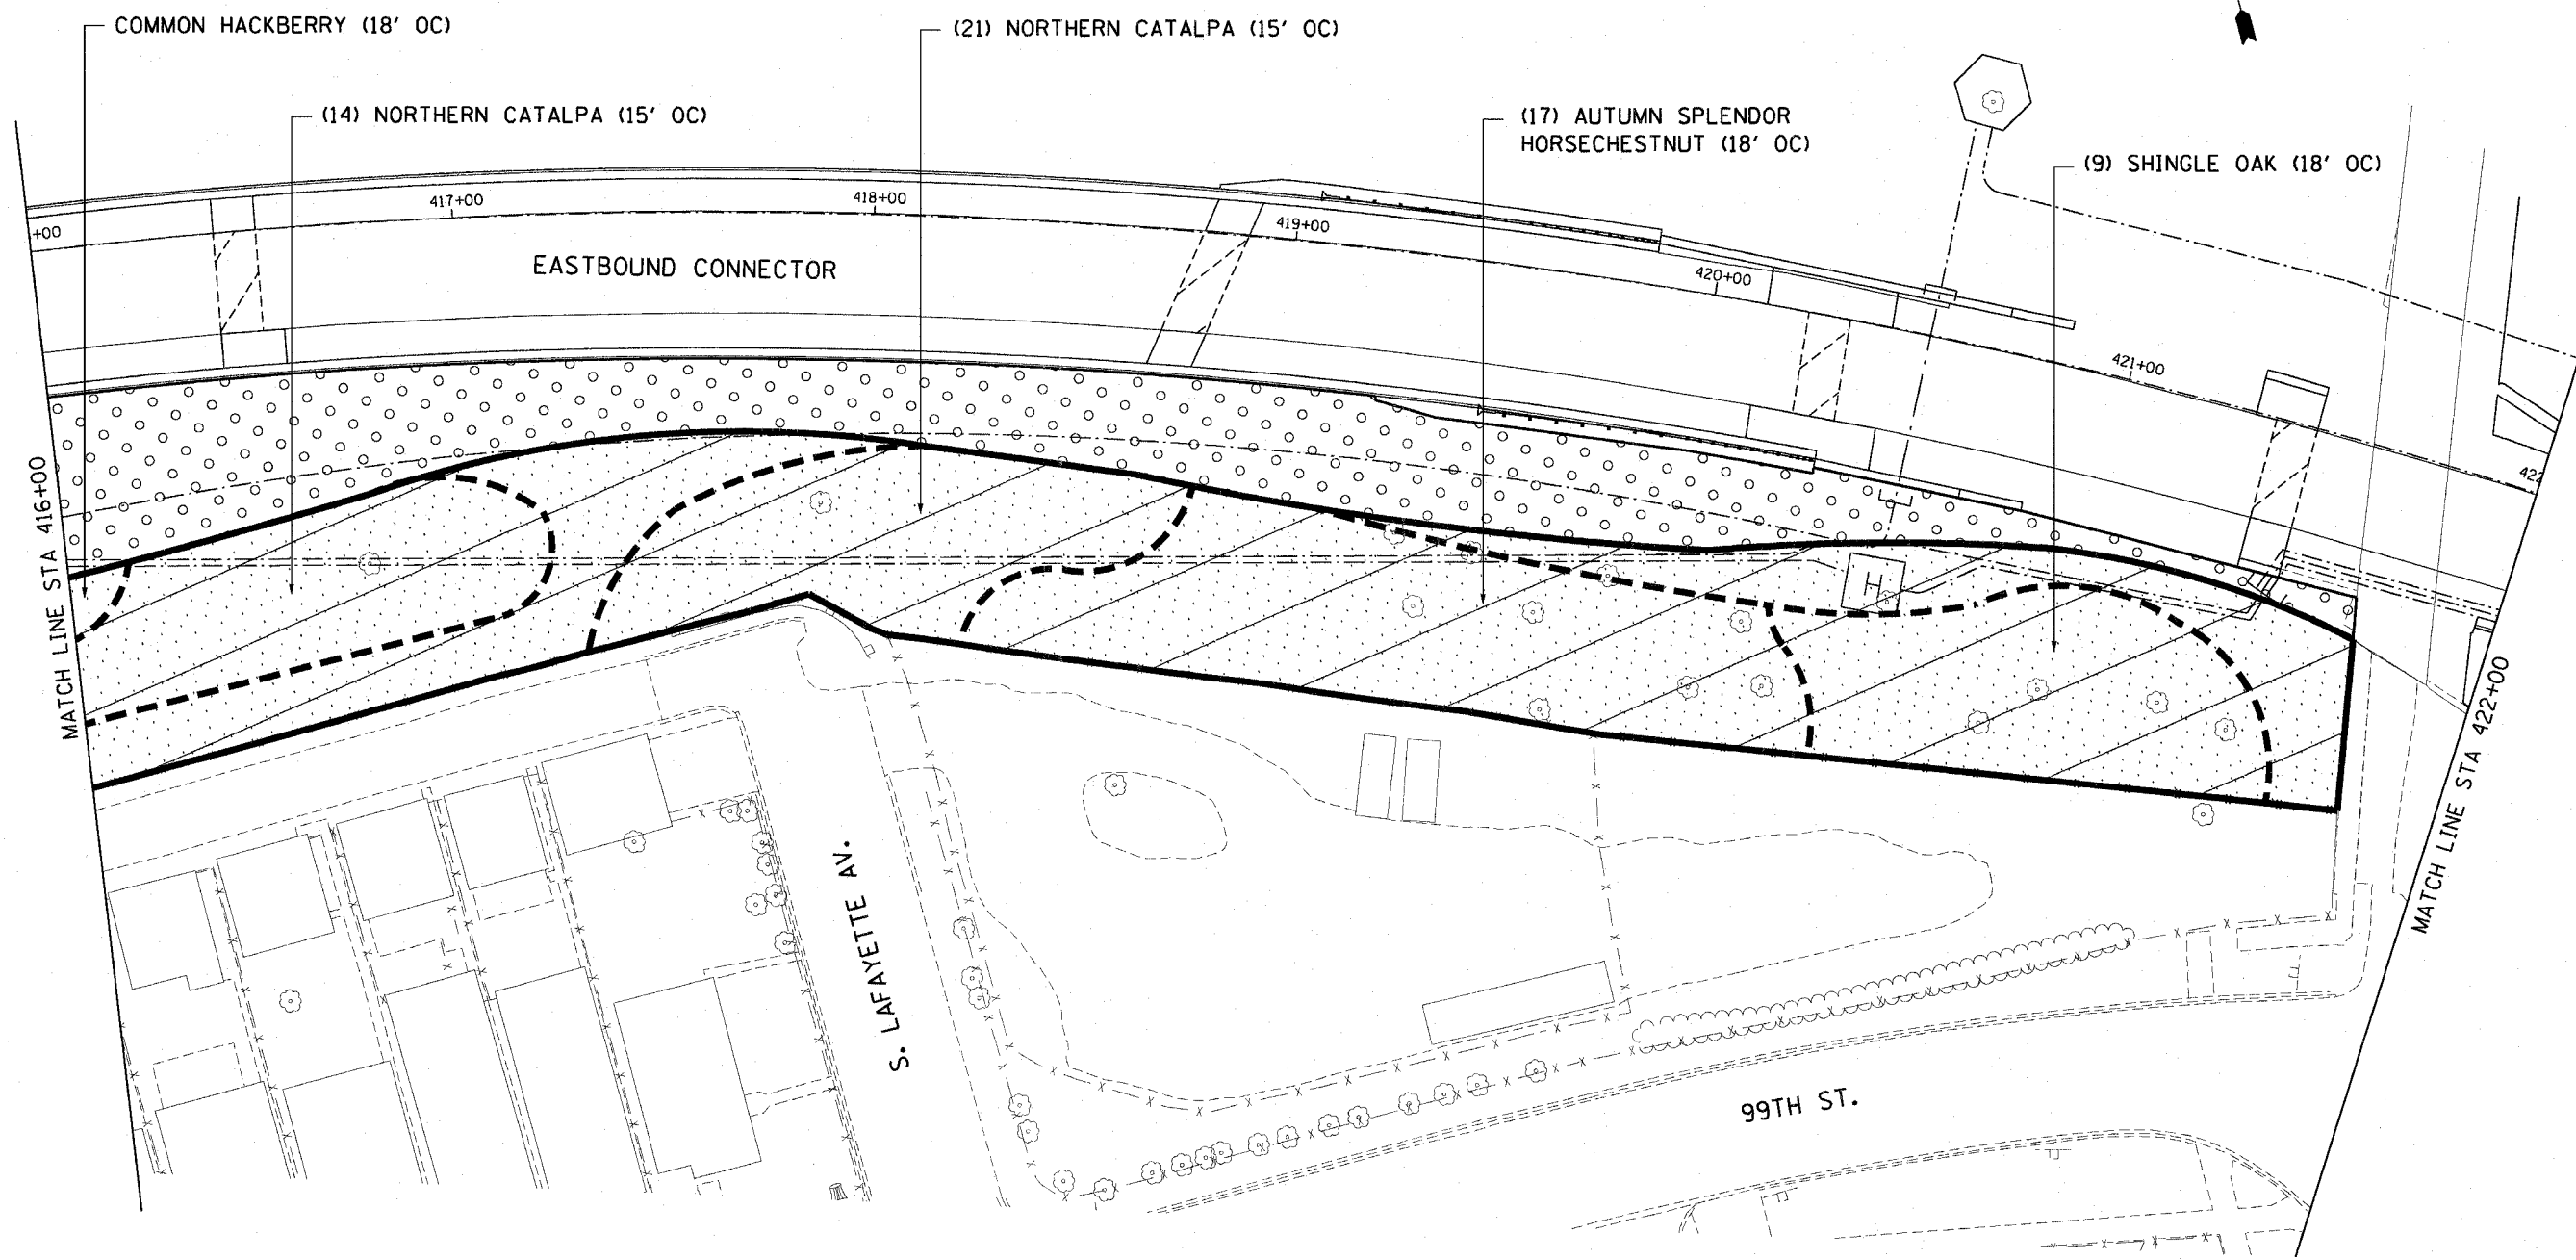 COMMON HACKBERRY (18' OC)
(21) NORTHERN CATALPA (15' OC)
(14) NORTHERN CATALPA (15' OC)
(17) AUTUMN SPLENDOR
HORSECHESTNUT (18' OC)
(9) SHINGLE OAK (18' OC)
+00
417+00
418+00
419+00
420+00
421+00
422
EASTBOUND CONNECTOR
MATCH LINE STA 416+00
H
MATCH LINE STA 422+00
S. LAFAYETTE AV.
99TH ST.